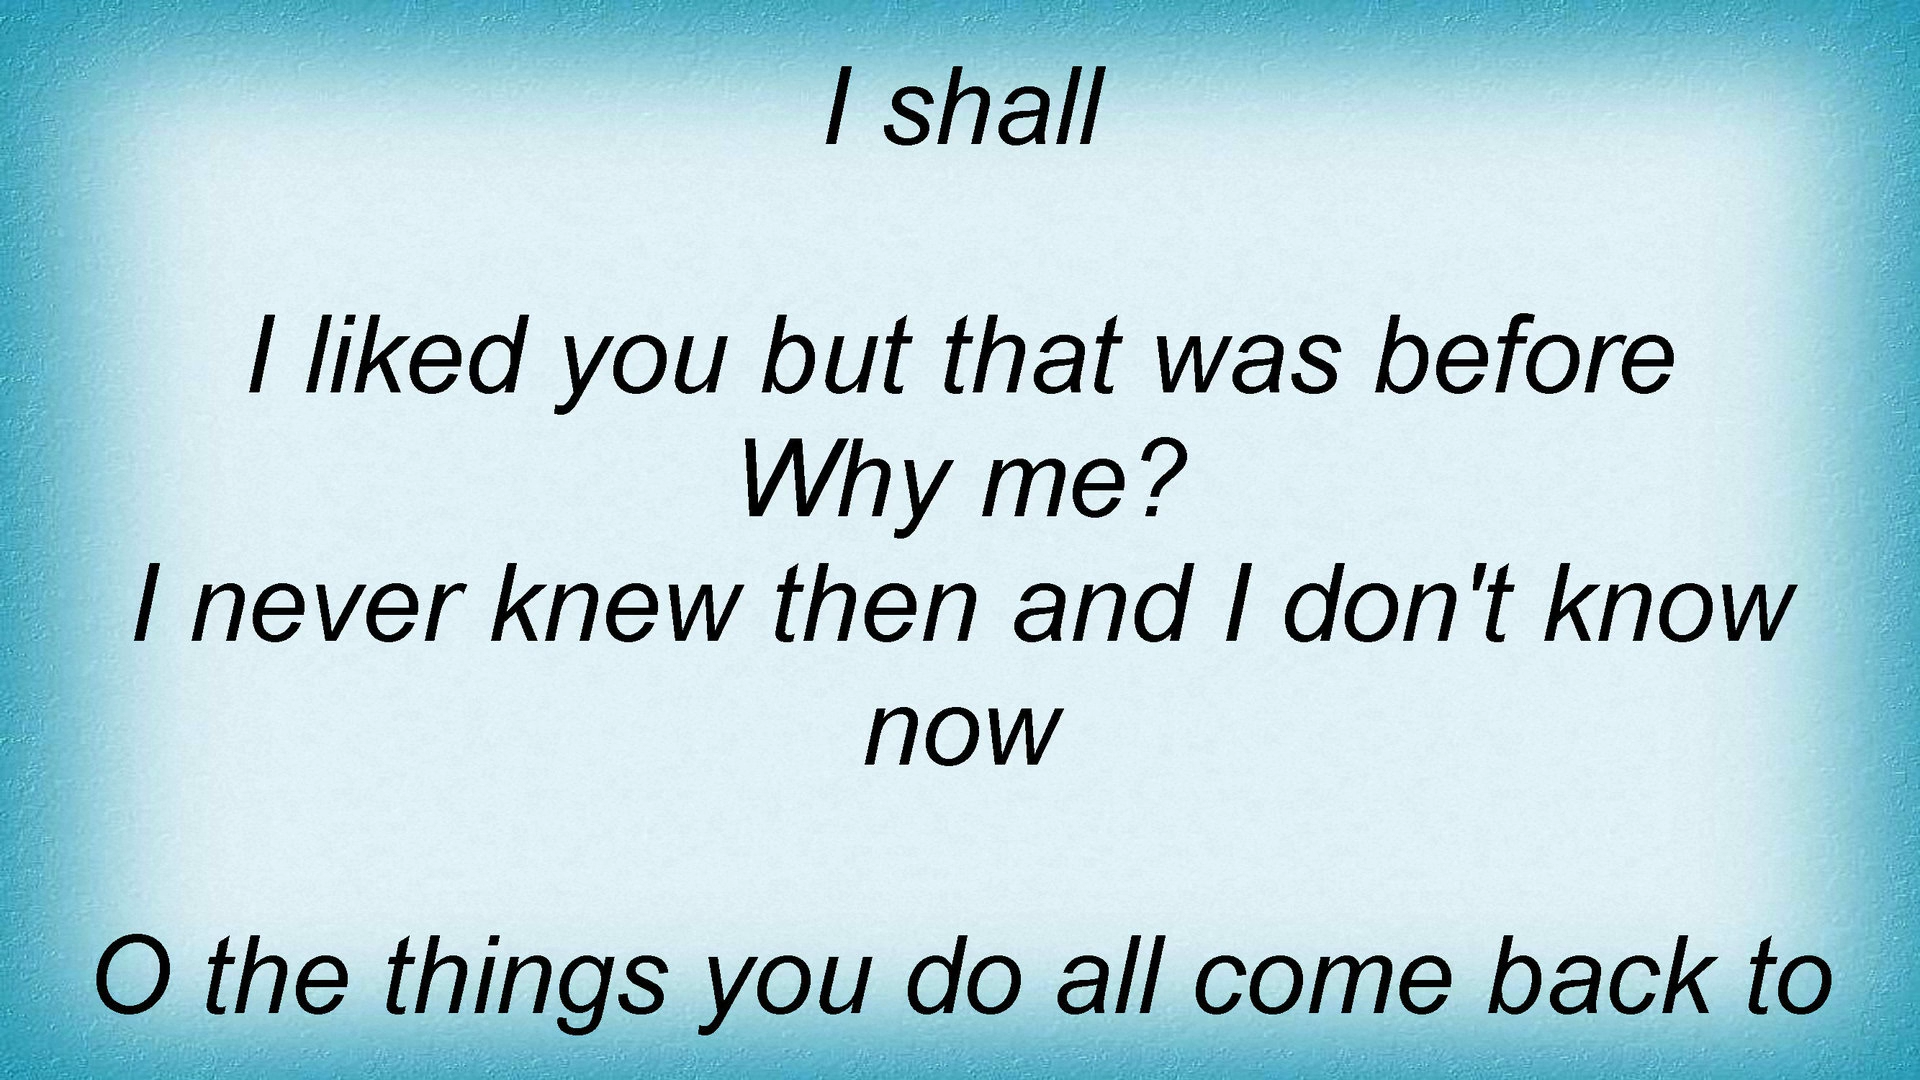 I shall
I liked you but that was before
Why me?
I never knew then and I don't know
now
O the things you do all come back to